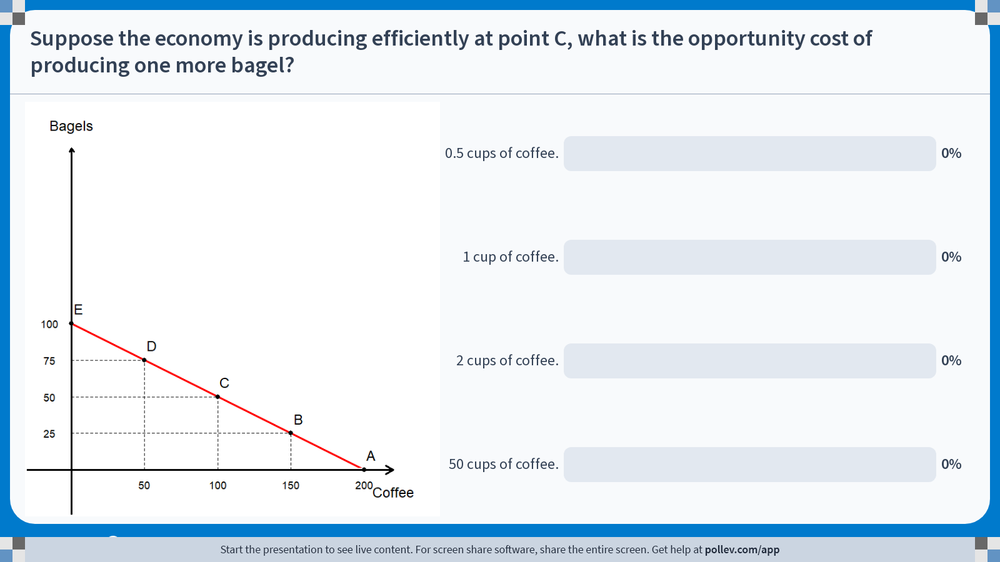 Suppose the economy is producing efficiently at point C, what is the opportunity cost of
producing one more bagel?
Bagels
E
100
D
75
C
50
B
25
A
50
100
150
200
Coffee
0.5 cups of coffee.
0%
1 cup of coffee.
0%
2 cups of coffee.
0%
50 cups of coffee.
0%
Start the presentation to see live content. For screen share software, share the entire screen. Get help at pollev.com/app